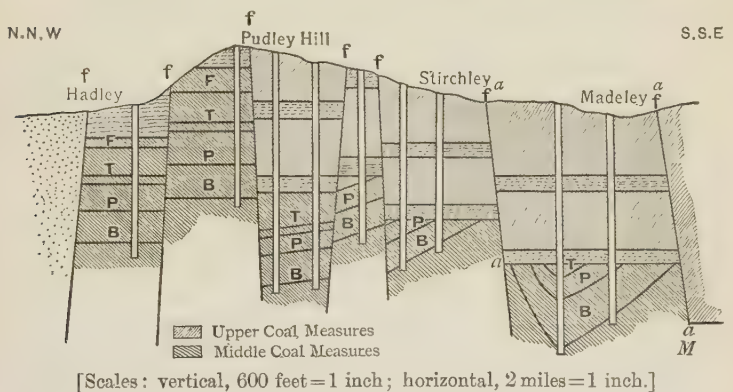 N.N.W
S.S.E
f f f f f f a f a
Pudley Hill
Hadley
Stirchley
Madeley
F F
T T
P P
B B
T P B
P B
P B
T P B
a
a
M
Upper Coal Measures
Middle Coal Measures
[Scales: vertical, 600 feet=1 inch; horizontal, 2 miles=1 inch.]